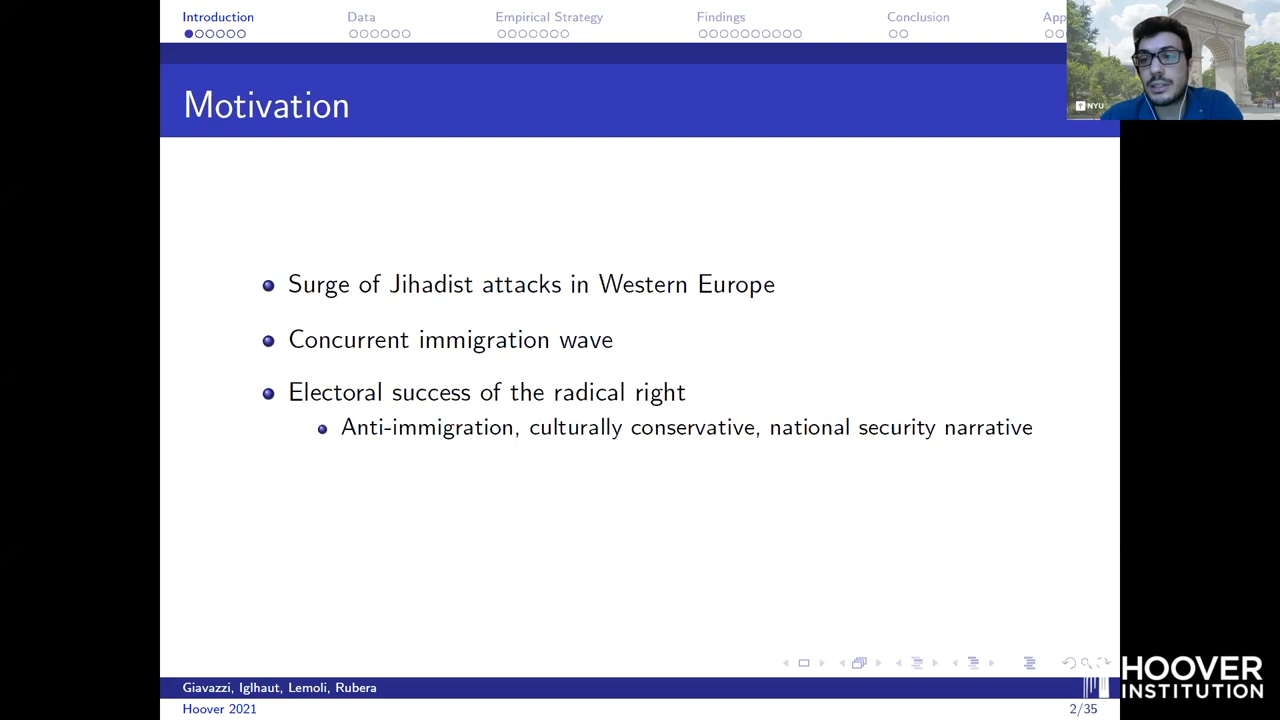 Introduction
Data
Empirical Strategy
Findings
Conclusion
App
NYU
Motivation
Surge of Jihadist attacks in Western Europe
Concurrent immigration wave
Electoral success of the radical right
Anti-immigration, culturally conservative, national security narrative
Giavazzi, Iglhaut, Lemoli, Rubera
Hoover 2021
2/35
HOOVER
INSTITUTION